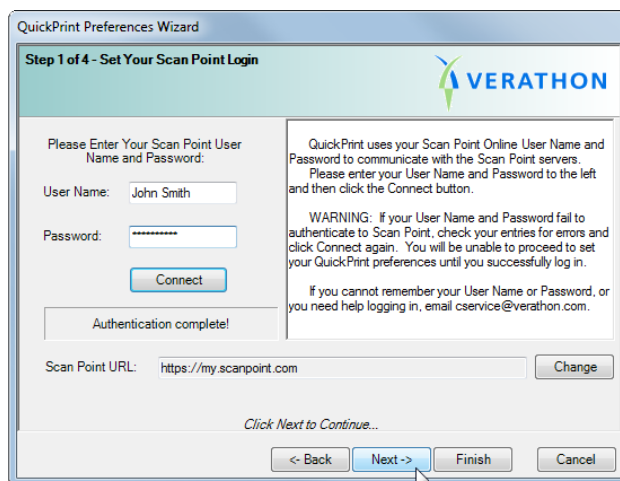 QuickPrint Preferences Wizard
Step 1 of 4 - Set Your Scan Point Login
VERATHON
Please Enter Your Scan Point User
Name and Password:
User Name:
John Smith
Password:
**********
Connect
Authentication complete!
QuickPrint uses your Scan Point Online User Name and
Password to communicate with the Scan Point servers.
Please enter your User Name and Password to the left
and then click the Connect button.
WARNING: If your User Name and Password fail to
authenticate to Scan Point, check your entries for errors and
click Connect again. You will be unable to proceed to set
your QuickPrint preferences until you successfully log in.
If you cannot remember your User Name or Password, or
you need help logging in, email cservice@verathon.com.
Scan Point URL:
https://my.scanpoint.com
Change
Click Next to Continue...
<- Back
Next ->
Finish
Cancel